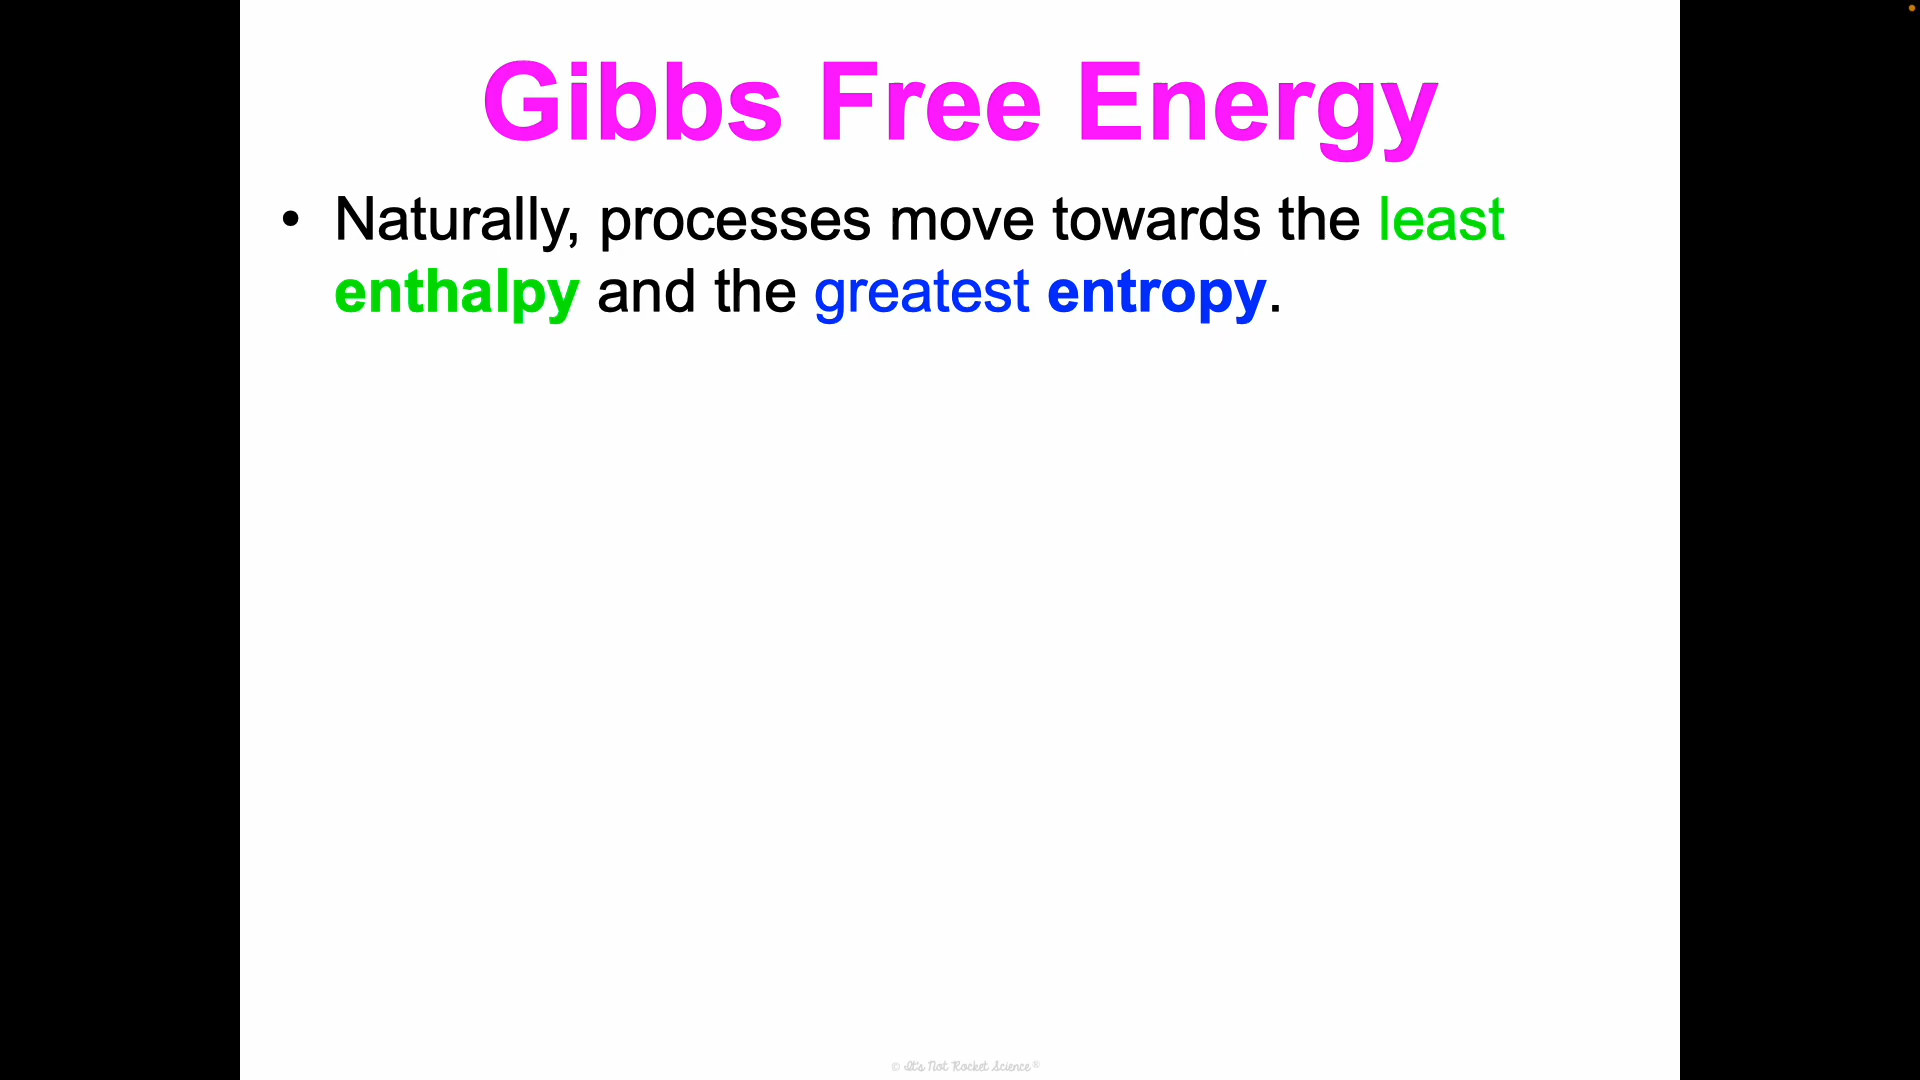 Gibbs Free Energy
• Naturally, processes move towards the least
enthalpy and the greatest entropy.
© It's Not Rocket Science®